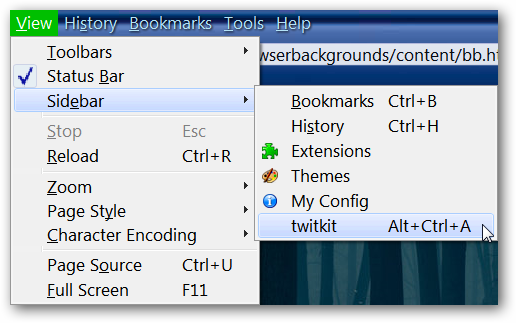 View History Bookmarks Tools Help
wserbackgrounds/content/bb.h
Toolbars
Status Bar
Sidebar
Bookmarks Ctrl+B
History Ctrl+H
Extensions
Themes
My Config
twitkit Alt+Ctrl+A
Stop Esc
Reload Ctrl+R
Zoom
Page Style
Character Encoding
Page Source Ctrl+U
Full Screen F11